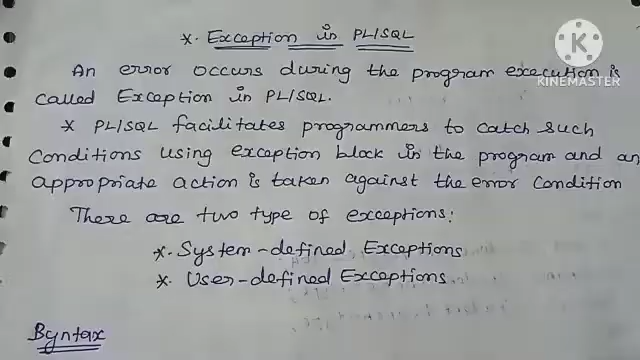 * Exception in PL/SQL
An error occurs during the program execution is
called Exception in PL/SQL.
* PL/SQL facilitates programmers to catch such
Conditions using exception block in the program and an
appropriate action is taken against the error Condition
There are two type of exceptions:
*. System-defined Exceptions
*. User-defined Exceptions
Syntax
K
KINEMASTER